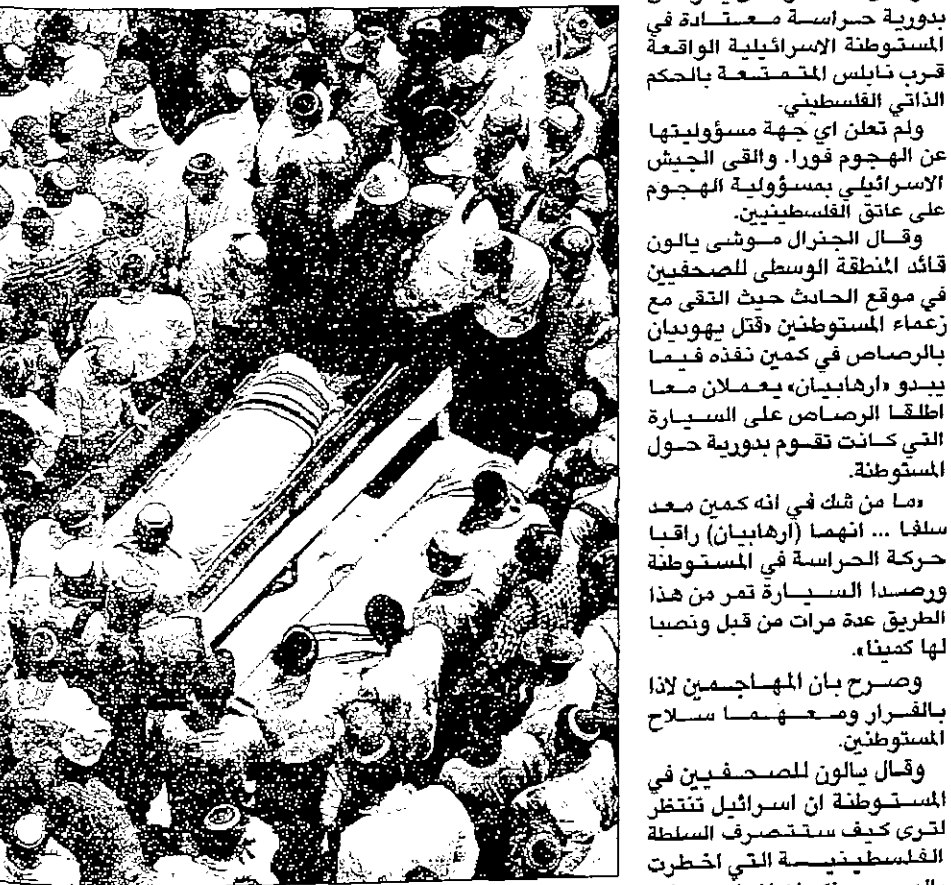 بدورية حراسة معتادة في
المستوطنة الاسرائيلية الواقعة
قرب نابلس المتمتعة بالحكم
الذاتي الفلسطيني.
ولم تعلن اي جهة مسؤوليتها
عن الهجوم فورا. والقى الجيش
الاسرائيلي بمسؤولية الهجوم
على عاتق الفلسطينيين.
وقال الجنرال موشى يالون
قائد المنطقة الوسطى للصحفيين
في موقع الحادث حيث التقى مع
زعماء المستوطنين «قتل يهوديان
بالرصاص في كمين نفذه فيما
يبدو «ارهابيان» يعملان معا
اطلقا الرصاص على السيارة
التي كانت تقوم بدورية حول
المستوطنة.
«ما من شك في انه كمين معد
سلفا ... انهما (ارهابيان) راقبا
حركة الحراسة في المستوطنة
ورصدا السيارة تمر من هذا
الطريق عدة مرات من قبل ونصبا
لها كمينا».
وصرح بان المهاجمين لاذا
بالفرار ومعهما سلاح
المستوطنين.
وقال يالون للصحفيين في
المستوطنة ان اسرائيل تنتظر
لترى كيف ستتصرف السلطة
الفلسطينية التي اخطرت